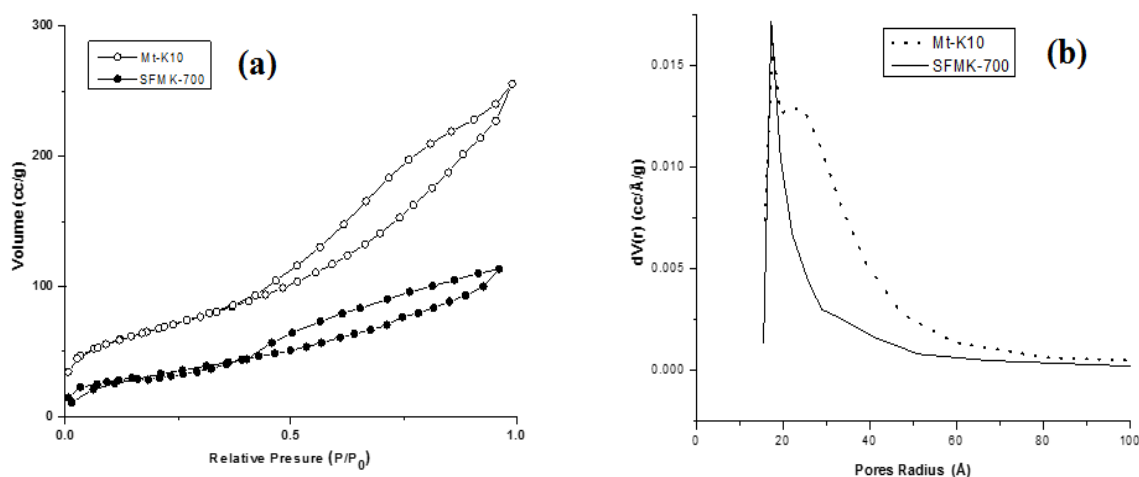 (a)
Mt-K10
SFMK-700
300
200
100
0
Volume (cc/g)
0.0
0.5
1.0
Relative Presure (P/P0)
(b)
Mt-K10
SFMK-700
0.015
0.010
0.005
0.000
dV(r) (cc/Å/g)
0
20
40
60
80
100
Pores Radius (Å)